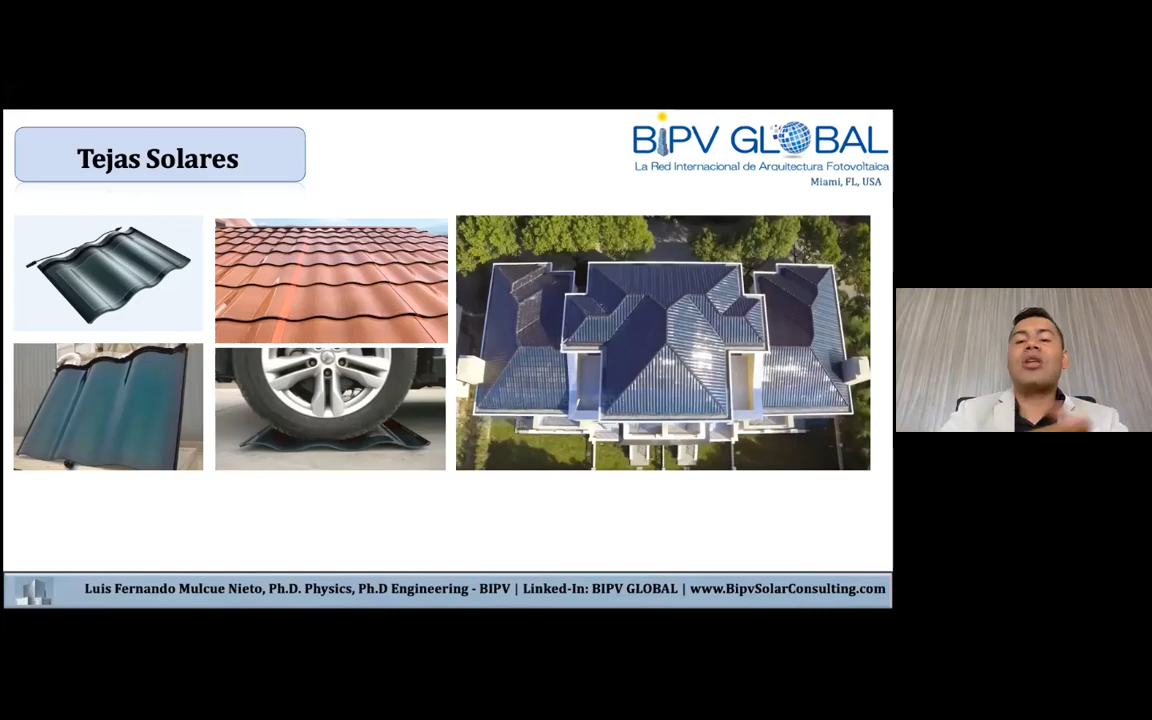 Tejas Solares
BIPV GLOBAL
La Red Internacional de Arquitectura Fotovoltaica
Miami, FL, USA
Luis Fernando Mulcue Nieto, Ph.D. Physics, Ph.D Engineering - BIPV | Linked-In: BIPV GLOBAL | www.BipvSolarConsulting.com